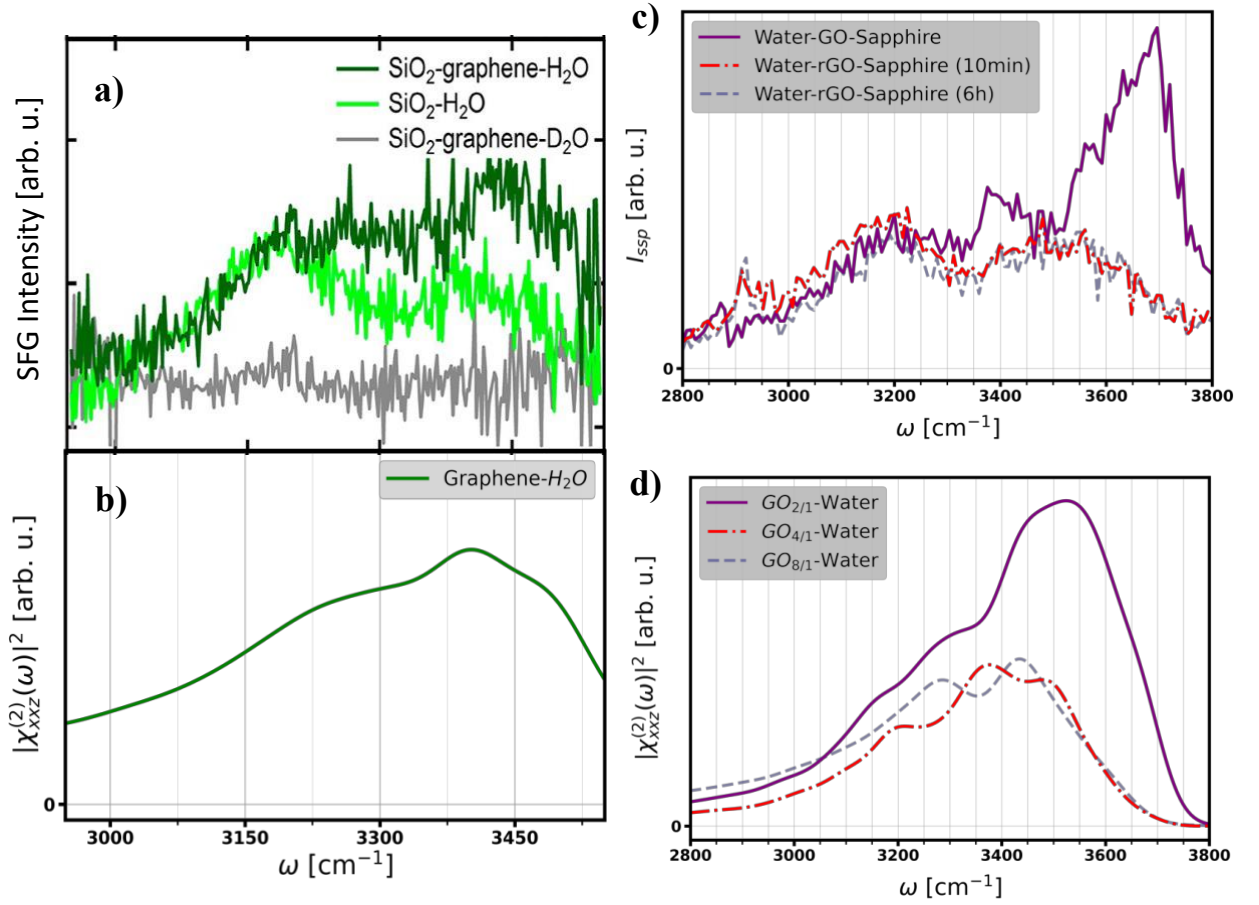 a)
SiO₂-graphene-H₂O
SiO₂-H₂O
SiO₂-graphene-D₂O
SFG Intensity [arb. u.]
b)
Graphene-H₂O
|χ⁽²⁾xxz(ω)|² [arb. u.]
0
3000 3150 3300 3450
ω [cm⁻¹]
c)
Water-GO-Sapphire
Water-rGO-Sapphire (10min)
Water-rGO-Sapphire (6h)
Issp [arb. u.]
0
2800 3000 3200 3400 3600 3800
ω [cm⁻¹]
d)
GO2/1-Water
GO4/1-Water
GO8/1-Water
|χ⁽²⁾xxz(ω)|² [arb. u.]
0
2800 3000 3200 3400 3600 3800
ω [cm⁻¹]